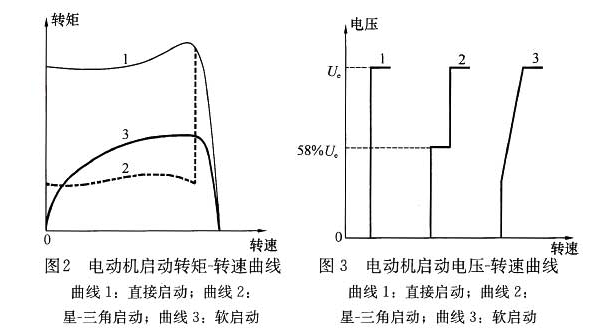 转矩
1
3
2
0
转速
图2 电动机启动转矩-转速曲线
曲线1：直接启动；曲线2：
星-三角启动；曲线3：软启动
电压
Ue
1
2
3
58%Ue
0
转速
图 3 电动机启动电压-转速曲线
曲线1：直接启动；曲线2：
星-三角启动；曲线3：软启动